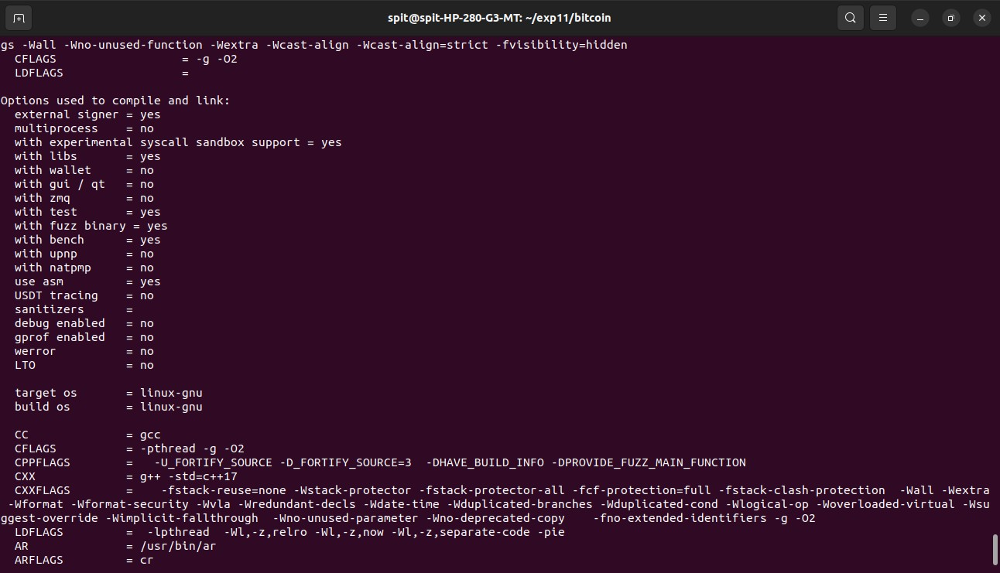 spit@spit-HP-280-G3-MT: ~/exp11/bitcoin
gs -Wall -Wno-unused-function -Wextra -Wcast-align -Wcast-align=strict -fvisibility=hidden
  CFLAGS                  = -g -O2
  LDFLAGS                 =

Options used to compile and link:
  external signer = yes
  multiprocess    = no
  with experimental syscall sandbox support = yes
  with libs       = yes
  with wallet     = no
  with gui / qt   = no
  with zmq        = no
  with test       = yes
  with fuzz binary = yes
  with bench      = yes
  with upnp       = no
  with natpmp     = no
  use asm         = yes
  USDT tracing    = no
  sanitizers      =
  debug enabled   = no
  gprof enabled   = no
  werror          = no
  LTO             = no

  target os       = linux-gnu
  build os        = linux-gnu

  CC              = gcc
  CFLAGS          = -pthread -g -O2
  CPPFLAGS        =   -U_FORTIFY_SOURCE -D_FORTIFY_SOURCE=3  -DHAVE_BUILD_INFO -DPROVIDE_FUZZ_MAIN_FUNCTION
  CXX             = g++ -std=c++17
  CXXFLAGS        =    -fstack-reuse=none -Wstack-protector -fstack-protector-all -fcf-protection=full -fstack-clash-protection  -Wall -Wextra
 -Wformat -Wformat-security -Wvla -Wredundant-decls -Wdate-time -Wduplicated-branches -Wduplicated-cond -Wlogical-op -Woverloaded-virtual -Wsu
ggest-override -Wimplicit-fallthrough  -Wno-unused-parameter -Wno-deprecated-copy    -fno-extended-identifiers -g -O2
  LDFLAGS         =  -lpthread  -Wl,-z,relro -Wl,-z,now -Wl,-z,separate-code -pie
  AR              = /usr/bin/ar
  ARFLAGS         = cr